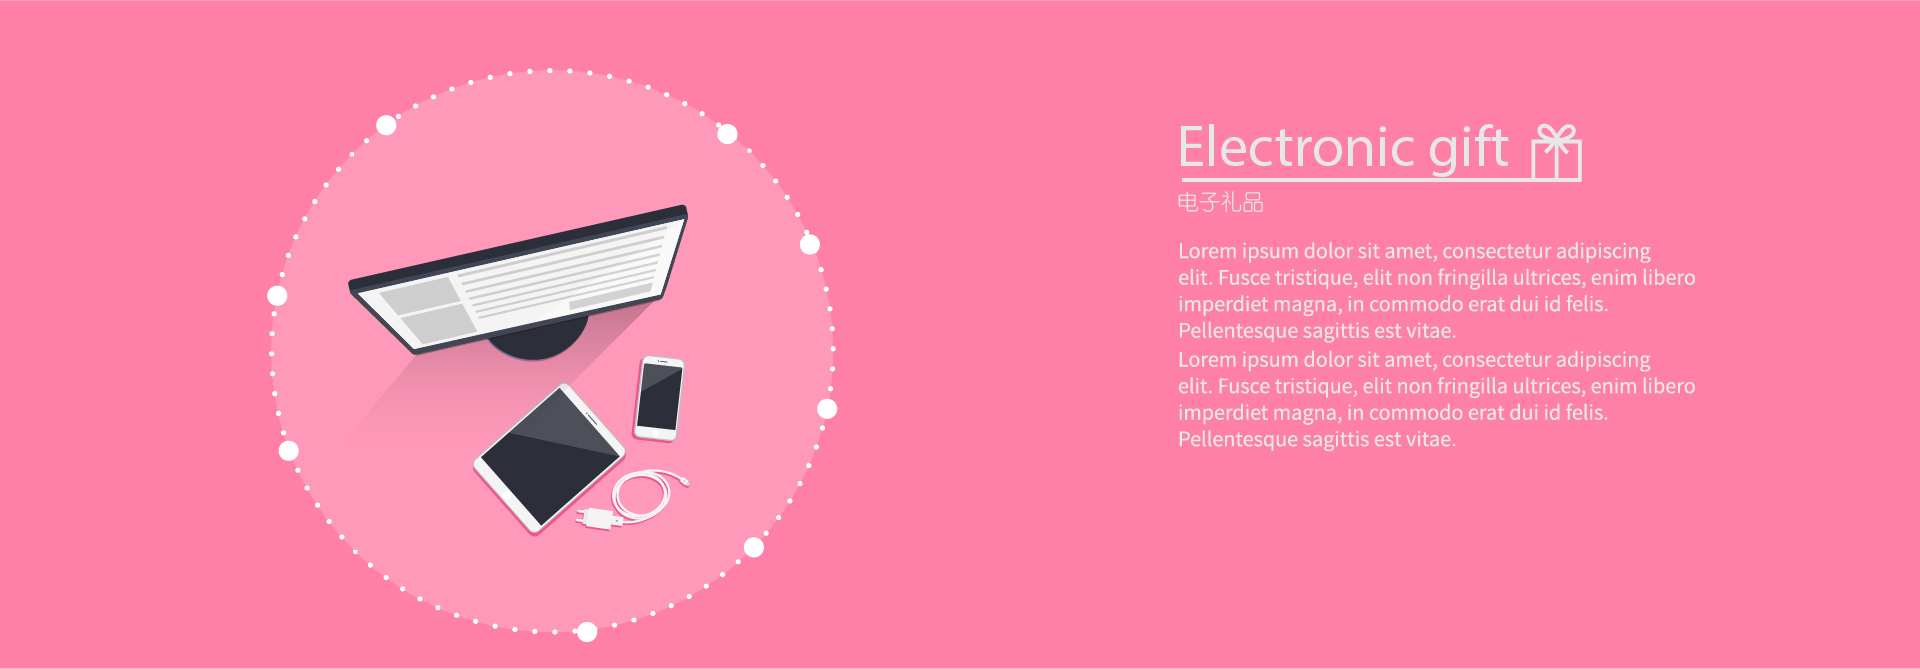 Electronic gift
电子礼品
Lorem ipsum dolor sit amet, consectetur adipiscing
elit. Fusce tristique, elit non fringilla ultrices, enim libero
imperdiet magna, in commodo erat dui id felis.
Pellentesque sagittis est vitae.
Lorem ipsum dolor sit amet, consectetur adipiscing
elit. Fusce tristique, elit non fringilla ultrices, enim libero
imperdiet magna, in commodo erat dui id felis.
Pellentesque sagittis est vitae.